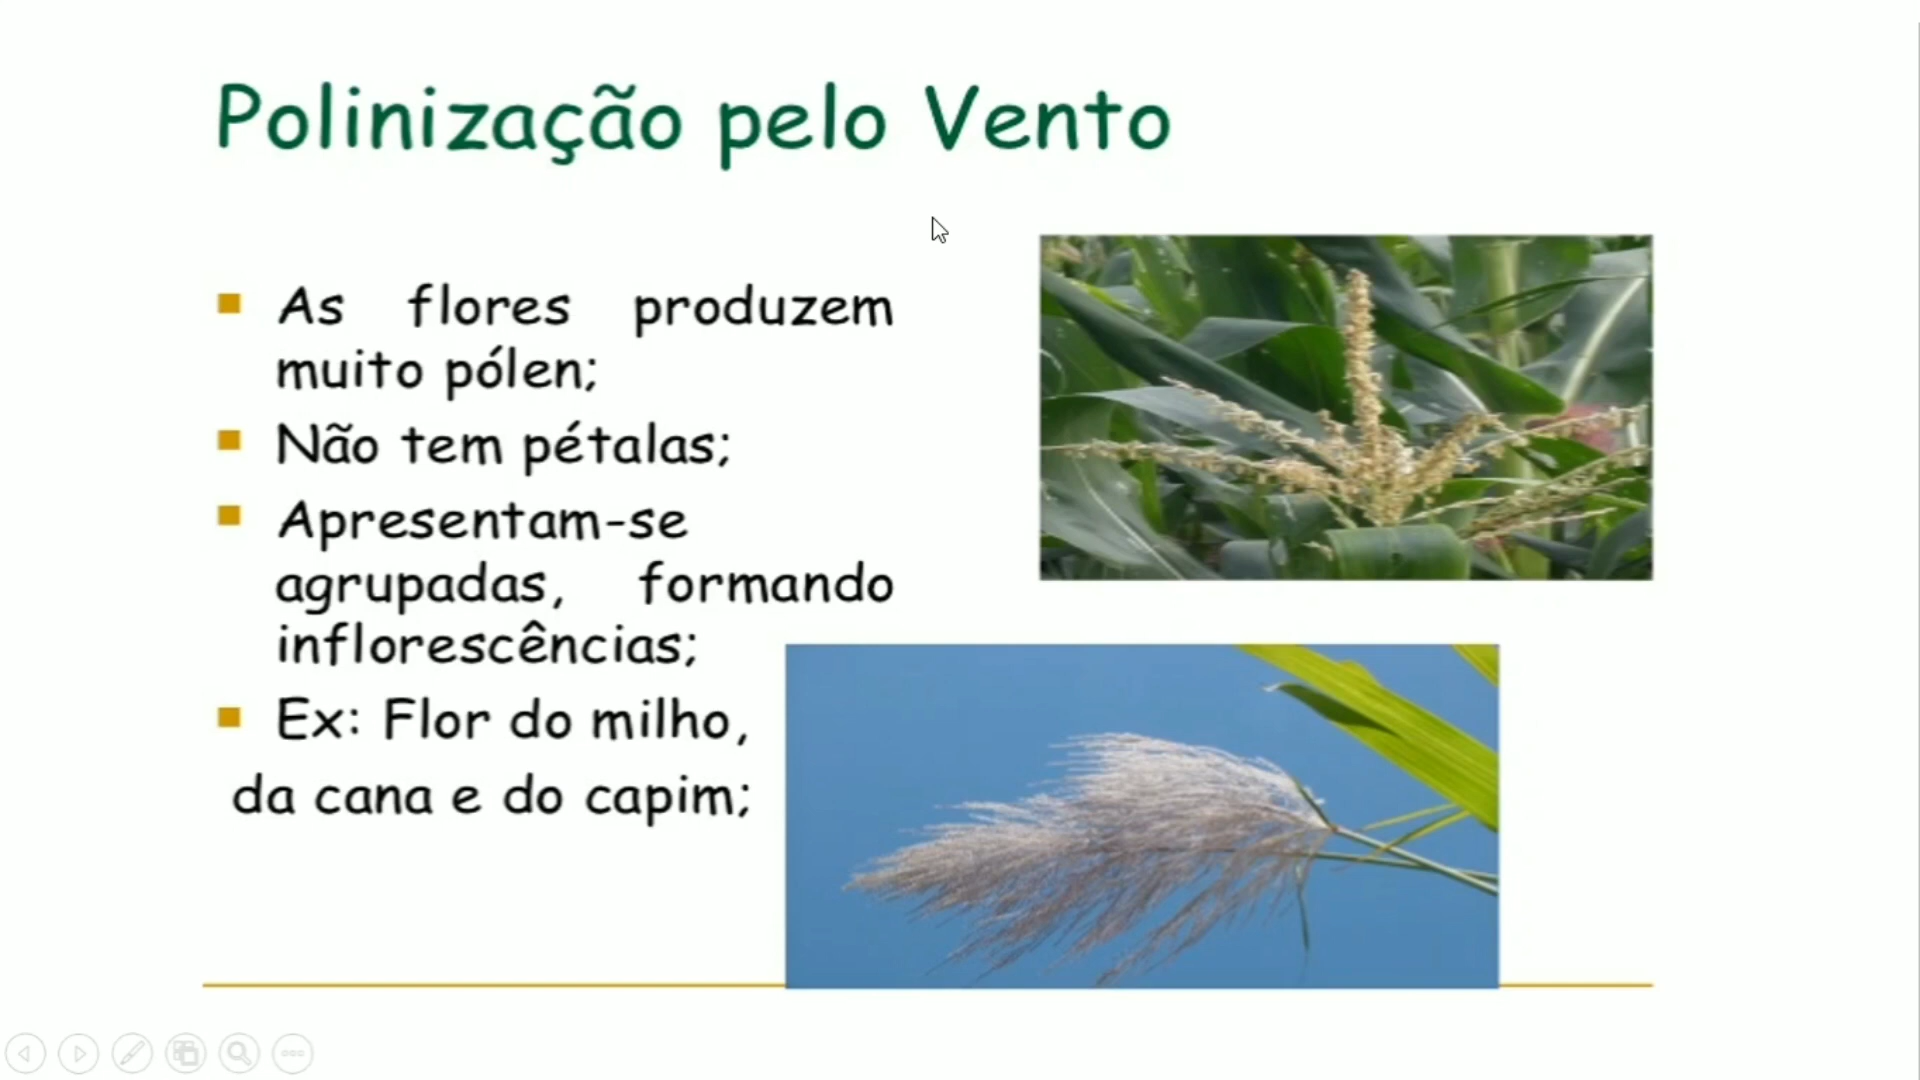 Polinização pelo Vento
As flores produzem
muito pólen;
Não tem pétalas;
Apresentam-se
agrupadas, formando
inflorescências;
Ex: Flor do milho,
da cana e do capim;